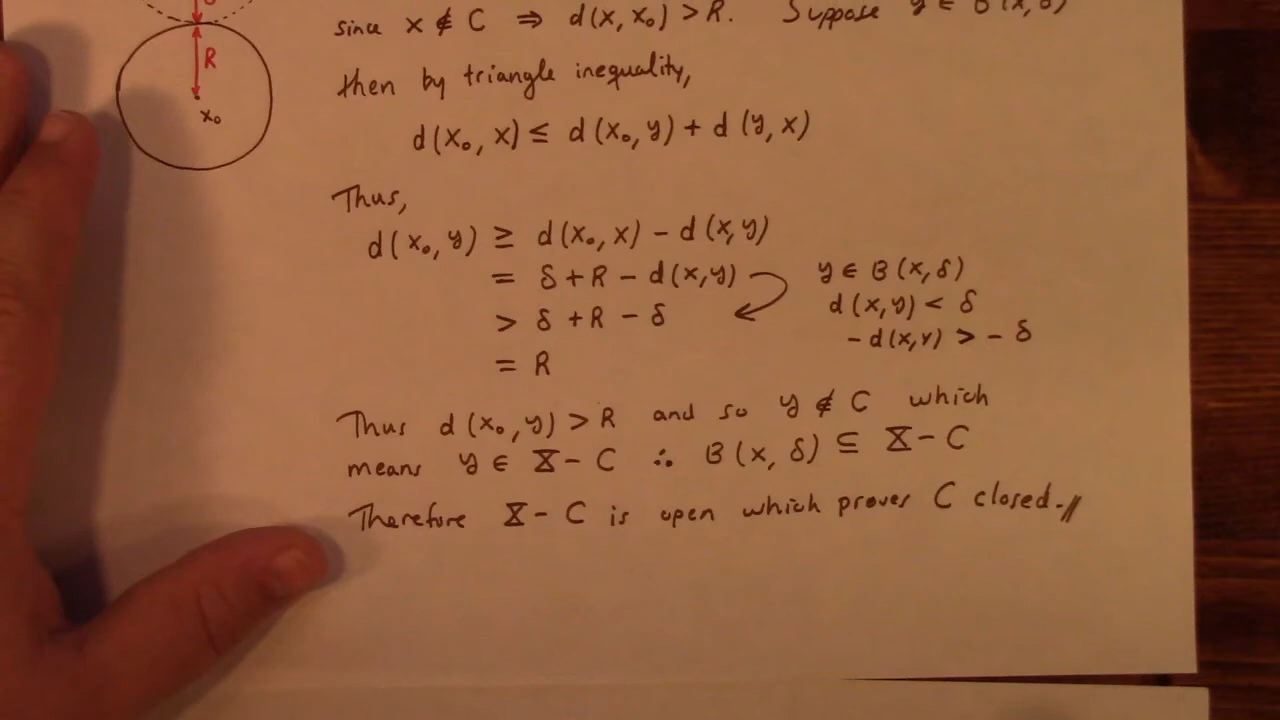 δ
R
x₀
since x ∉ C ⇒ d(x, x₀) > R. Suppose y ∈ B(x, δ)
then by triangle inequality,
d(x₀, x) ≤ d(x₀, y) + d(y, x)
Thus,
d(x₀, y) ≥ d(x₀, x) - d(x, y)
= δ + R - d(x, y)
> δ + R - δ
= R
y ∈ B(x, δ)
d(x, y) < δ
- d(x, y) > - δ
Thus d(x₀, y) > R and so y ∉ C which
means y ∈ X - C ∴ B(x, δ) ⊆ X - C
Therefore X - C is open which proves C closed.//